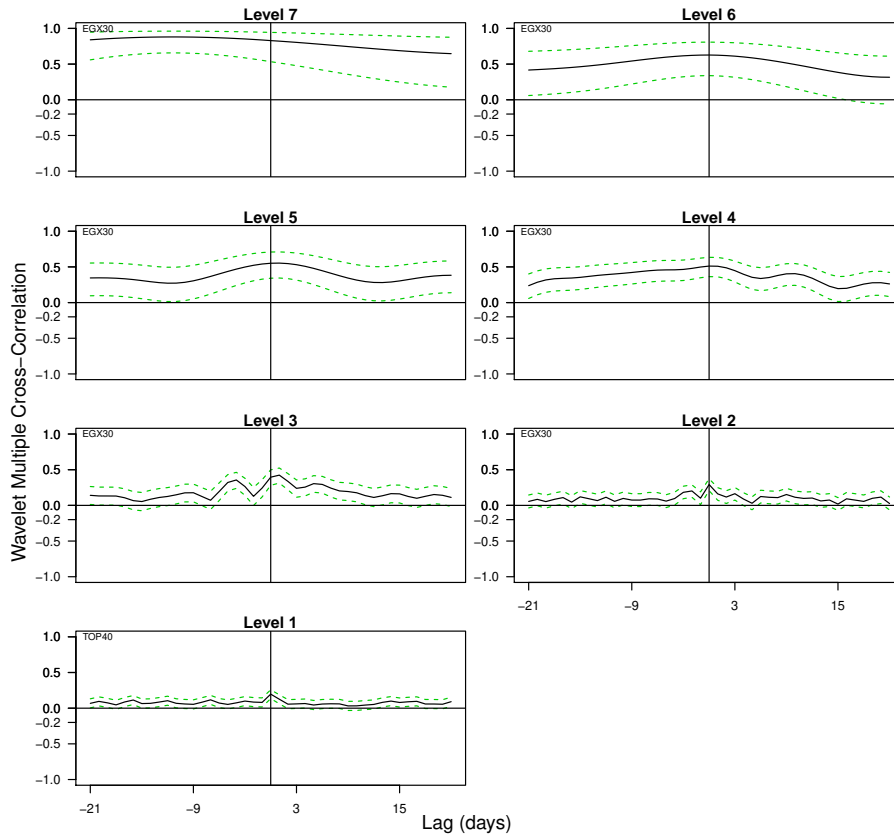 Level 7
EGX30
1.0
0.5
0.0
−0.2
−0.5
−1.0
Level 6
EGX30
1.0
0.5
0.0
−0.2
−0.5
−1.0
Level 5
EGX30
1.0
0.5
0.0
−0.2
−0.5
−1.0
Level 4
EGX30
1.0
0.5
0.0
−0.2
−0.5
−1.0
Level 3
EGX30
1.0
0.5
0.0
−0.2
−0.5
−1.0
Level 2
EGX30
1.0
0.5
0.0
−0.2
−0.5
−1.0
−21 −9 3 15
Level 1
TOP40
1.0
0.5
0.0
−0.2
−0.5
−1.0
−21 −9 3 15
Wavelet Multiple Cross−Correlation
Lag (days)